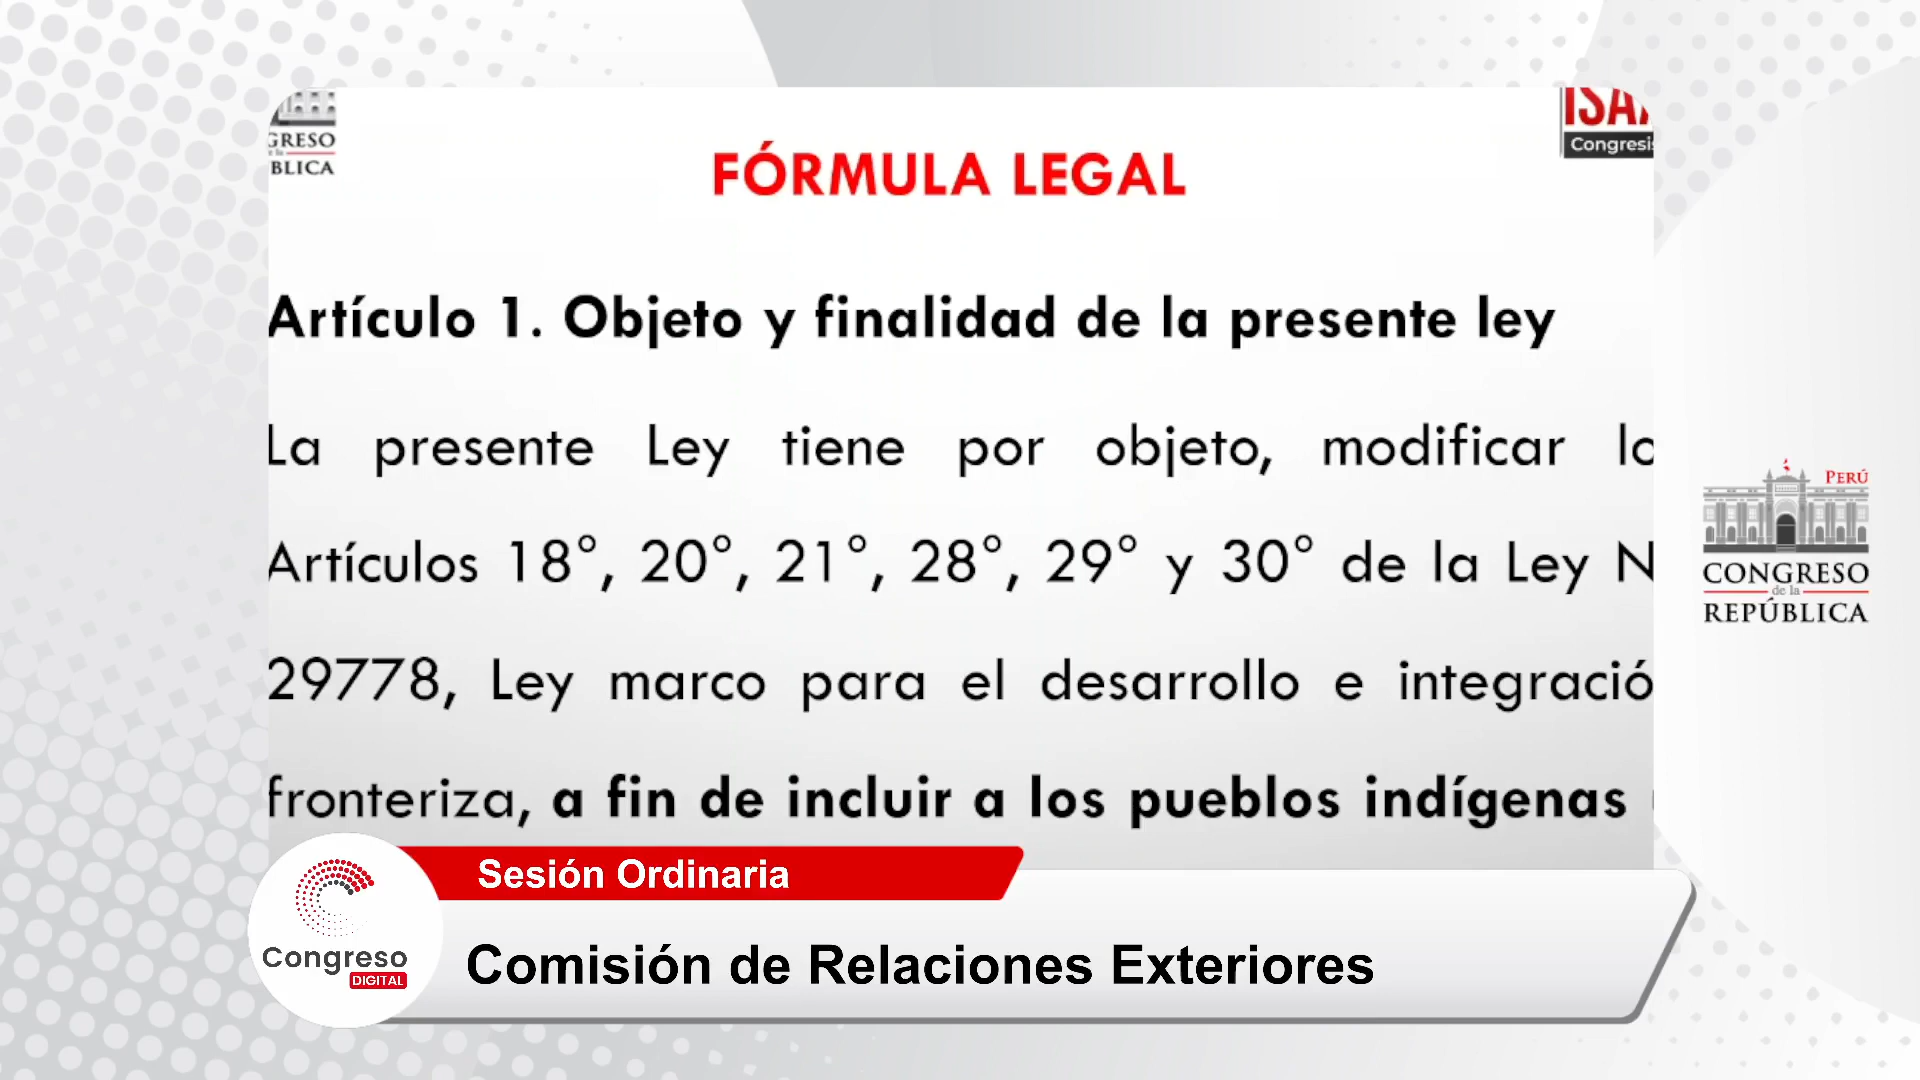 GRESO
BLICA
ISA
Congresis
FÓRMULA LEGAL
Artículo 1. Objeto y finalidad de la presente ley
La presente Ley tiene por objeto, modificar lo
Artículos 18°, 20°, 21°, 28°, 29° y 30° de la Ley N
29778, Ley marco para el desarrollo e integració
fronteriza, a fin de incluir a los pueblos indígenas
PERÚ
CONGRESO
de la
REPÚBLICA
Sesión Ordinaria
Congreso
DIGITAL
Comisión de Relaciones Exteriores